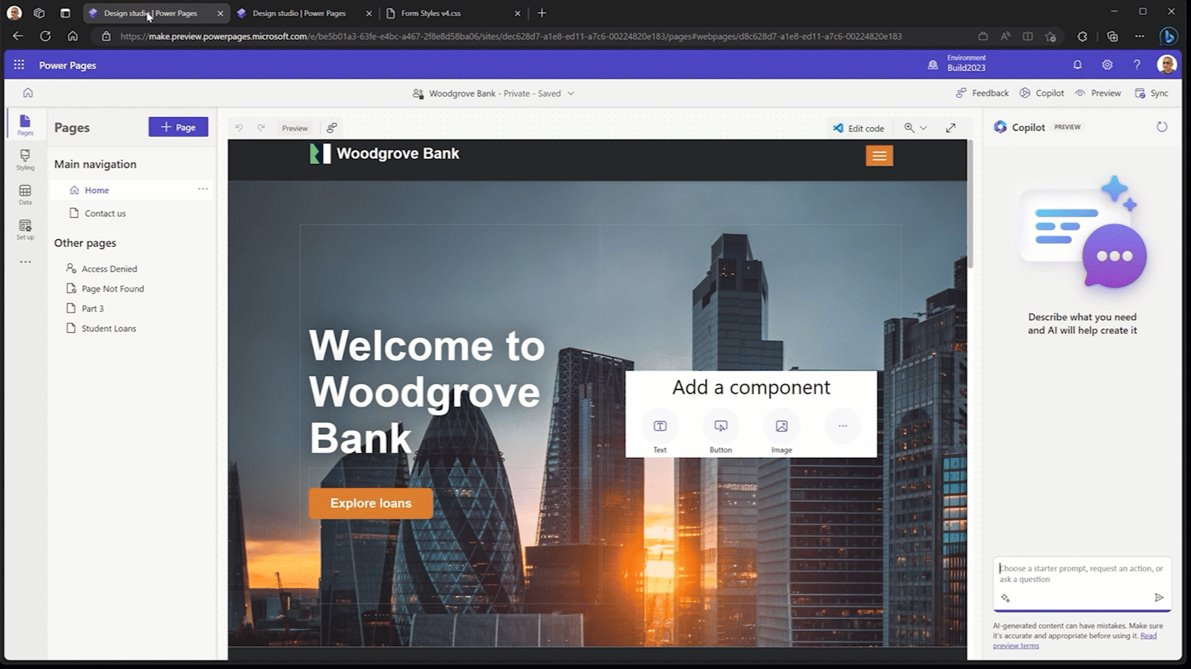 Design studio | Power Pages
Design studio | Power Pages
Form Styles v4.css
https://make.preview.powerpages.microsoft.com/e/be5b01a3-63fe-e4bc-a467-2f8e8d58ba06/sites/dec628d7-a1e8-ed11-a7c6-00224820e183/pages#webpages/d8c628d7-a1e8-ed11-a7c6-00224820e183
Power Pages
Environment
Build2023
Woodgrove Bank - Private - Saved
Feedback
Copilot
Preview
Sync
Pages
Styling
Data
Set up
Pages
+ Page
Main navigation
Home
Contact us
Other pages
Access Denied
Page Not Found
Part 3
Student Loans
Preview
Edit code
Woodgrove Bank
Welcome to
Woodgrove
Bank
Explore loans
Add a component
Text
Button
Image
Copilot PREVIEW
Describe what you need
and AI will help create it
Choose a starter prompt, request an action, or
ask a question
AI-generated content can have mistakes. Make sure
it's accurate and appropriate before using it. Read
preview terms